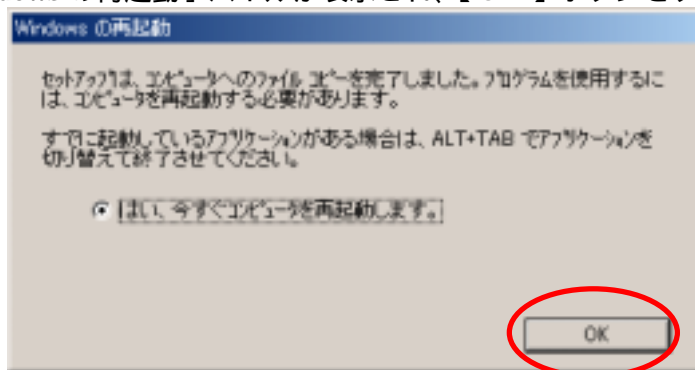 Windows の再起動
セットアップは、コンピュータへのファイル コピーを完了しました。プログラムを使用するに
は、コンピュータを再起動する必要があります。
すでに起動しているアプリケーションがある場合は、ALT+TAB でアプリケーションを
切り替えて終了させてください。
はい、今すぐコンピュータを再起動します。
OK